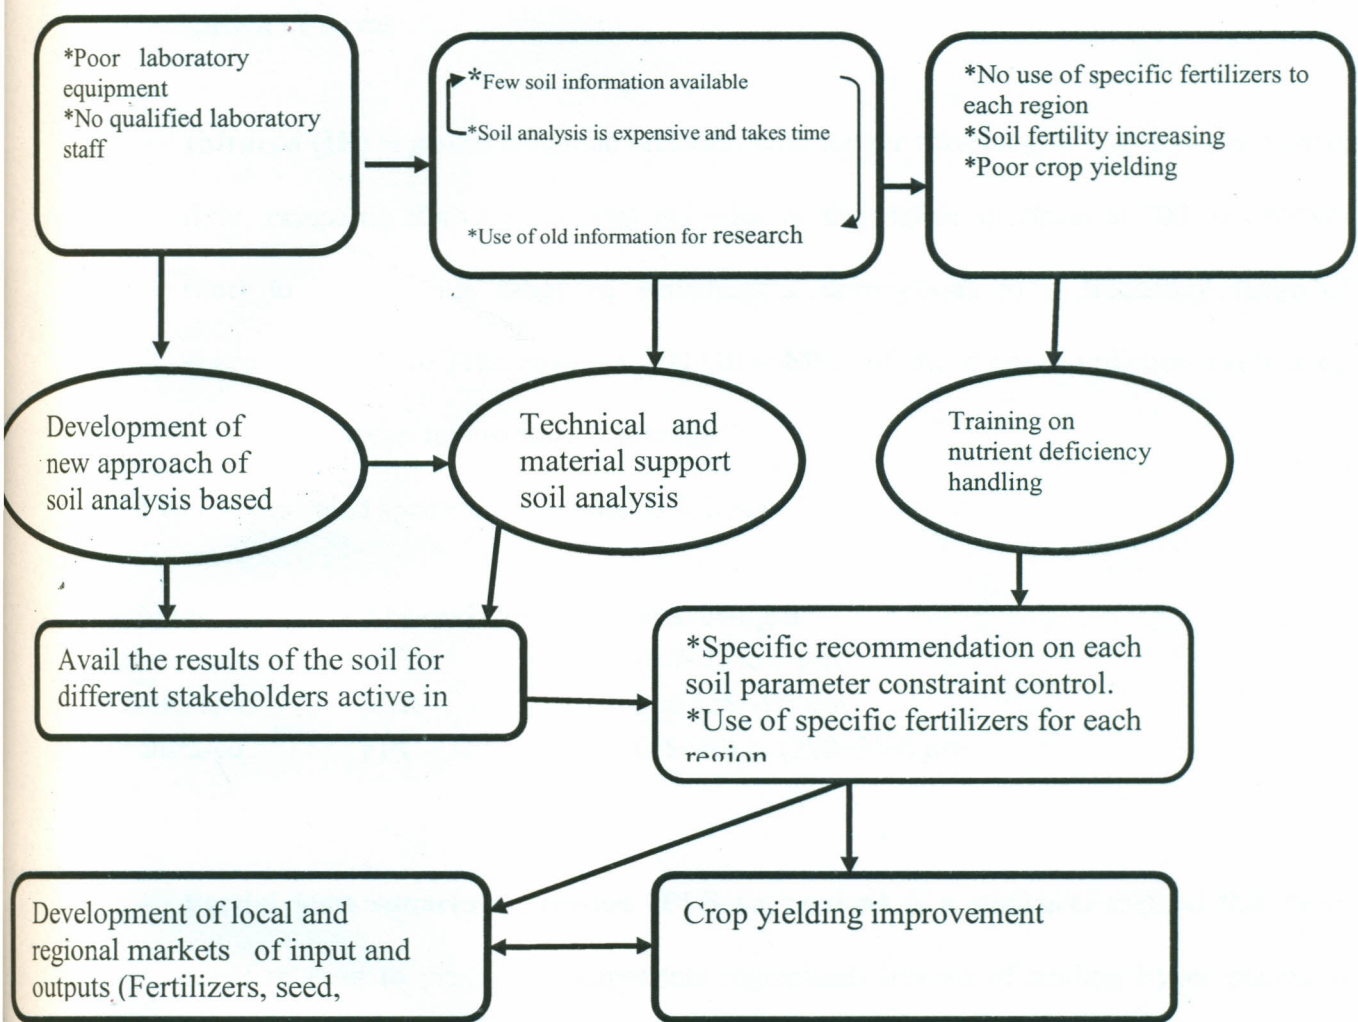 *Poor laboratory
equipment
*No qualified laboratory
staff
*Few soil information available
*Soil analysis is expensive and takes time
*Use of old information for research
*No use of specific fertilizers to
each region
*Soil fertility increasing
*Poor crop yielding
Development of
new approach of
soil analysis based
Technical and
material support
soil analysis
Training on
nutrient deficiency
handling
Avail the results of the soil for
different stakeholders active in
*Specific recommendation on each
soil parameter constraint control.
*Use of specific fertilizers for each
region
Development of local and
regional markets of input and
outputs (Fertilizers, seed,
Crop yielding improvement